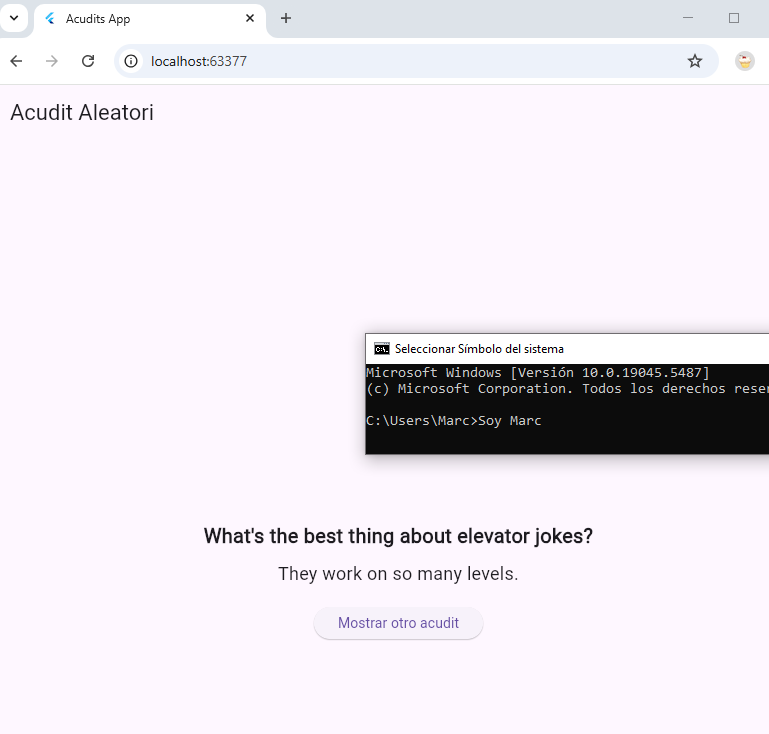 Acudits App
localhost:63377
Acudit Aleatori
Seleccionar Símbolo del sistema
Microsoft Windows [Versión 10.0.19045.5487]
(c) Microsoft Corporation. Todos los derechos reser
C:\Users\Marc>Soy Marc
What's the best thing about elevator jokes?
They work on so many levels.
Mostrar otro acudit